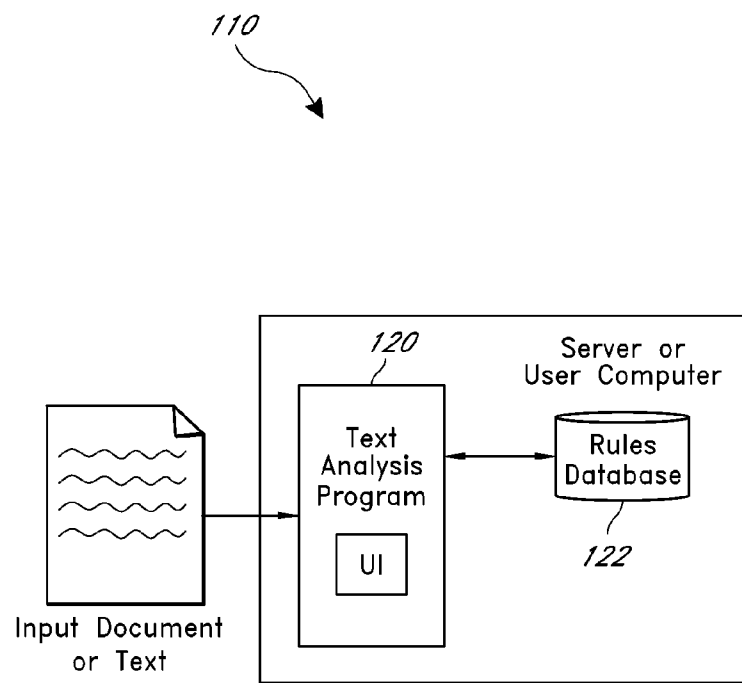 110
120
Server or
User Computer
Text
Analysis
Program
Rules
Database
UI
122
Input Document
or Text